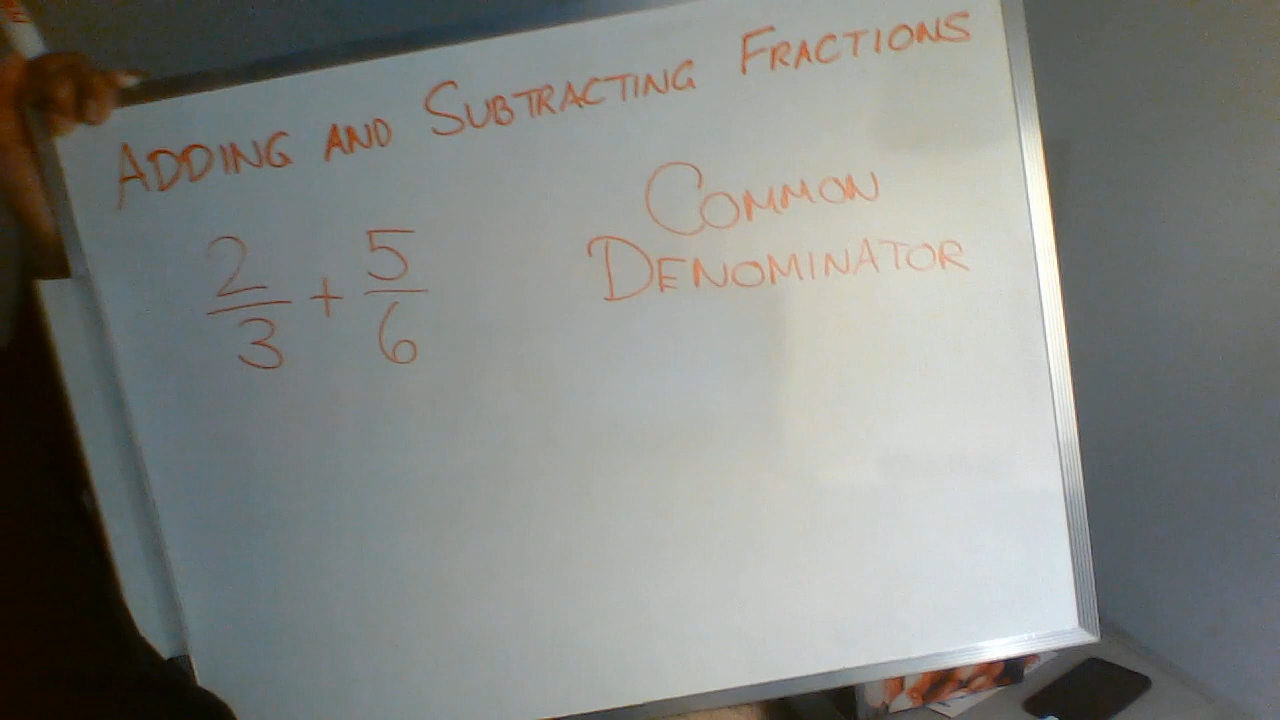 ADDING AND SUBTRACTING FRACTIONS
COMMON
DENOMINATOR
2/3 + 5/6